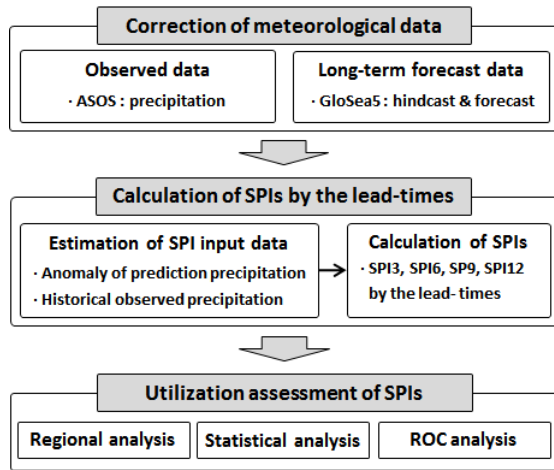 Correction of meteorological data
Observed data
· ASOS : precipitation
Long-term forecast data
· GloSea5 : hindcast & forecast
Calculation of SPIs by the lead-times
Estimation of SPI input data
· Anomaly of prediction precipitation
· Historical observed precipitation
Calculation of SPIs
· SPI3, SPI6, SP9, SPI12
by the lead- times
Utilization assessment of SPIs
Regional analysis
Statistical analysis
ROC analysis